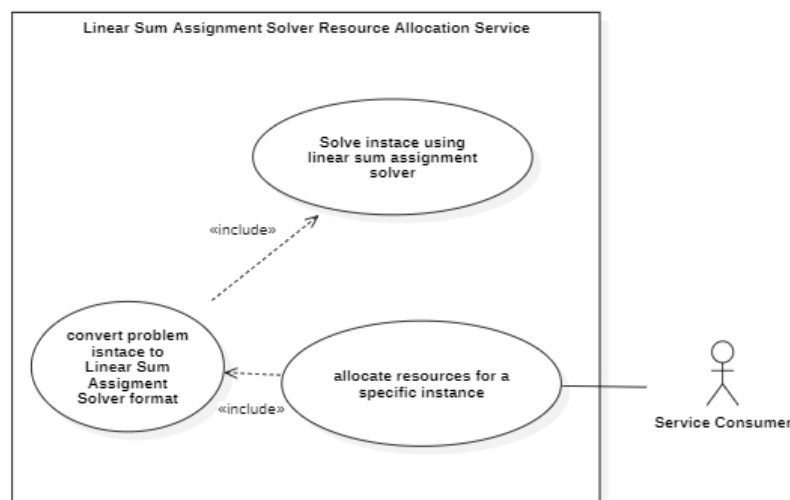 Linear Sum Assignment Solver Resource Allocation Service
Solve instace using
linear sum assignment
solver
«include»
convert problem
isntace to
Linear Sum
Assigment
Solver format
allocate resources for a
specific instance
«include»
Service Consumer